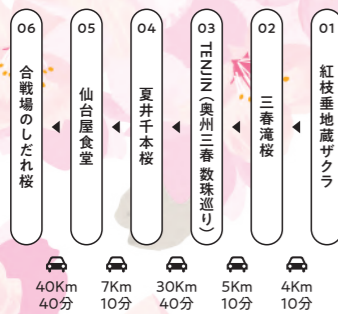 01
紅枝垂地蔵ザクラ
02
三春滝桜
03
TENJIN（奥州三春 数珠巡り）
04
夏井千本桜
05
仙台屋食堂
06
合戦場のしだれ桜
4Km
10分
5Km
10分
30Km
40分
7Km
10分
40Km
40分